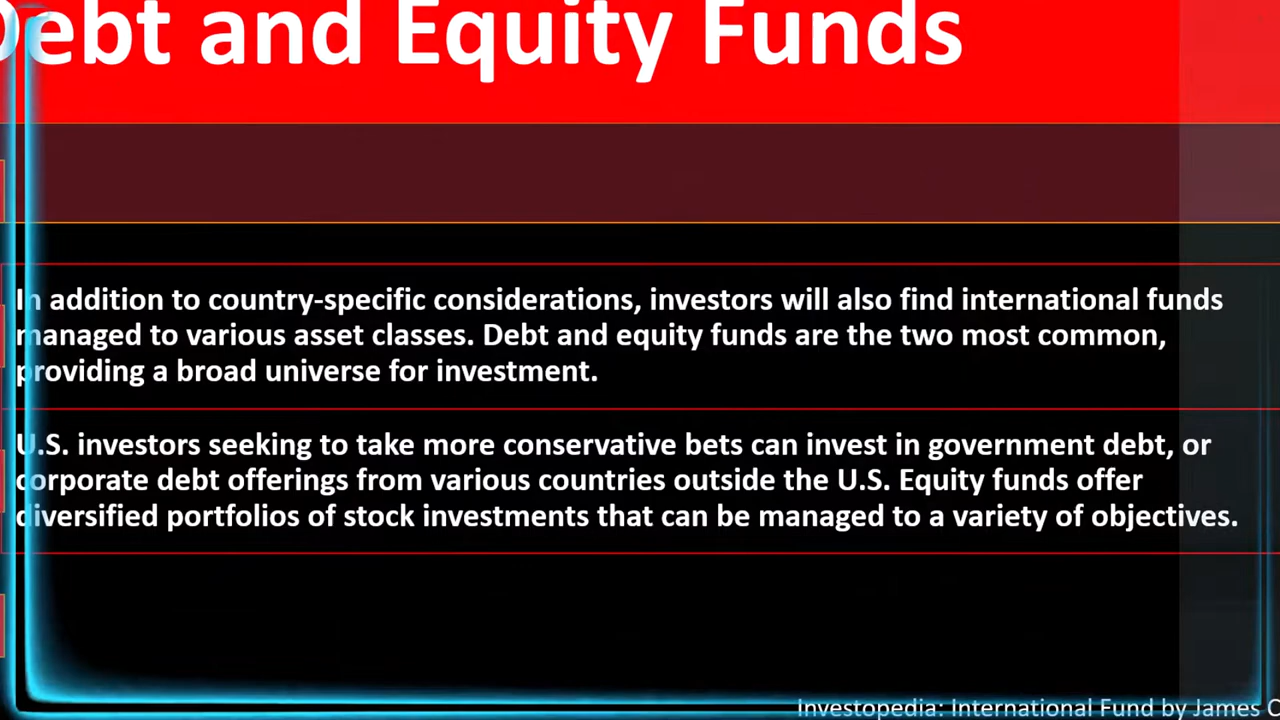 Debt and Equity Funds
In addition to country-specific considerations, investors will also find international funds
managed to various asset classes. Debt and equity funds are the two most common,
providing a broad universe for investment.
U.S. investors seeking to take more conservative bets can invest in government debt, or
corporate debt offerings from various countries outside the U.S. Equity funds offer
diversified portfolios of stock investments that can be managed to a variety of objectives.
Investopedia: International Fund by James C